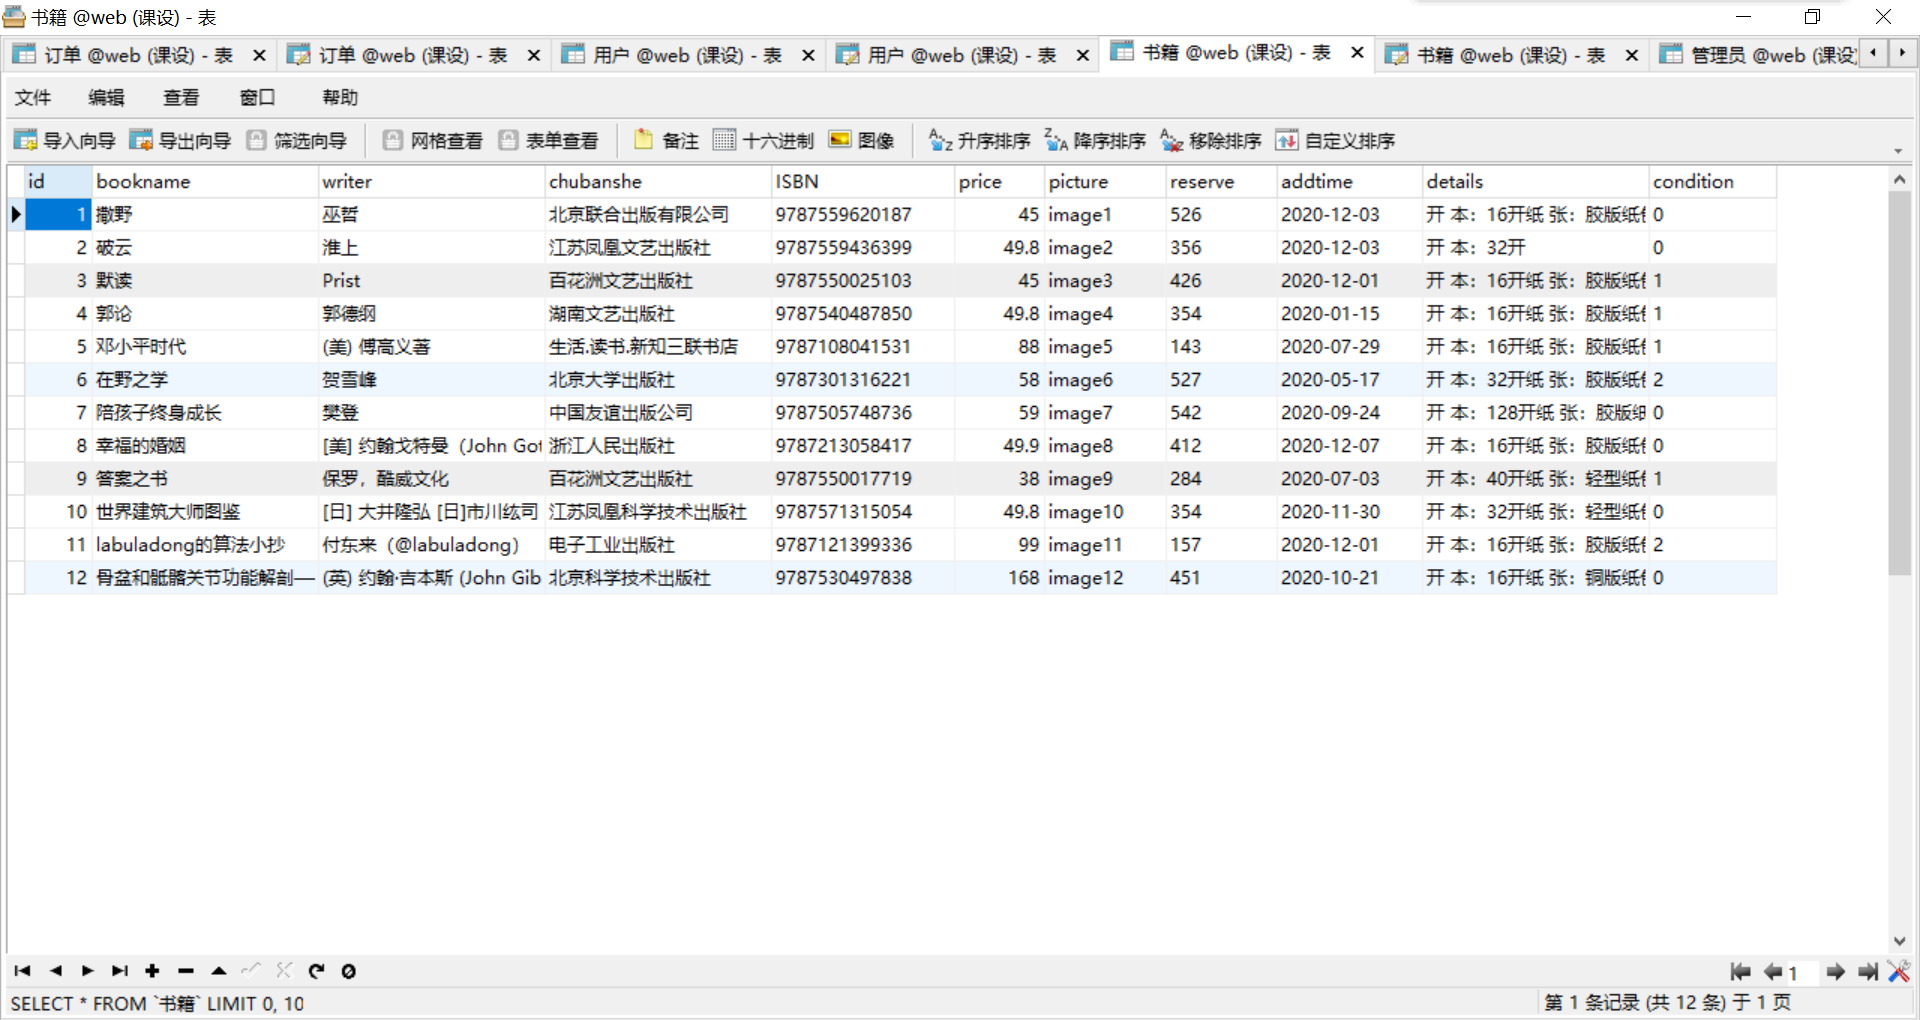 书籍 @web (课设) - 表
订单 @web (课设) - 表 订单 @web (课设) - 表 用户 @web (课设) - 表 用户 @web (课设) - 表 书籍 @web (课设) - 表 书籍 @web (课设) - 表 管理员 @web (课设)
文件 编辑 查看 窗口 帮助
导入向导 导出向导 筛选向导 网格查看 表单查看 备注 十六进制 图像 升序排序 降序排序 移除排序 自定义排序
id bookname writer chubanshe ISBN price picture reserve addtime details condition
1 撒野 巫哲 北京联合出版有限公司 9787559620187 45 image1 526 2020-12-03 开 本：16开纸 张：胶版纸 0
2 破云 淮上 江苏凤凰文艺出版社 9787559436399 49.8 image2 356 2020-12-03 开 本：32开 0
3 默读 Prist 百花洲文艺出版社 9787550025103 45 image3 426 2020-12-01 开 本：16开纸 张：胶版纸 1
4 郭论 郭德纲 湖南文艺出版社 9787540487850 49.8 image4 354 2020-01-15 开 本：16开纸 张：胶版纸 1
5 邓小平时代 (美) 傅高义著 生活.读书.新知三联书店 9787108041531 88 image5 143 2020-07-29 开 本：16开纸 张：胶版纸 1
6 在野之学 贺雪峰 北京大学出版社 9787301316221 58 image6 527 2020-05-17 开 本：32开纸 张：胶版纸 2
7 陪孩子终身成长 樊登 中国友谊出版公司 9787505748736 59 image7 542 2020-09-24 开 本：128开纸 张：胶版纸 0
8 幸福的婚姻 [美] 约翰戈特曼（John Got 浙江人民出版社 9787213058417 49.9 image8 412 2020-12-07 开 本：16开纸 张：胶版纸 0
9 答案之书 保罗，酷威文化 百花洲文艺出版社 9787550017719 38 image9 284 2020-07-03 开 本：40开纸 张：轻型纸 1
10 世界建筑大师图鉴 [日] 大井隆弘 [日]市川纮司 江苏凤凰科学技术出版社 9787571315054 49.8 image10 354 2020-11-30 开 本：32开纸 张：轻型纸 0
11 labuladong的算法小抄 付东来（@labuladong） 电子工业出版社 9787121399336 99 image11 157 2020-12-01 开 本：16开纸 张：胶版纸 2
12 骨盆和骶髂关节功能解剖— (英) 约翰·吉本斯 (John Gib 北京科学技术出版社 9787530497838 168 image12 451 2020-10-21 开 本：16开纸 张：铜版纸 0
1
SELECT * FROM `书籍` LIMIT 0, 10 第 1 条记录 (共 12 条) 于 1 页